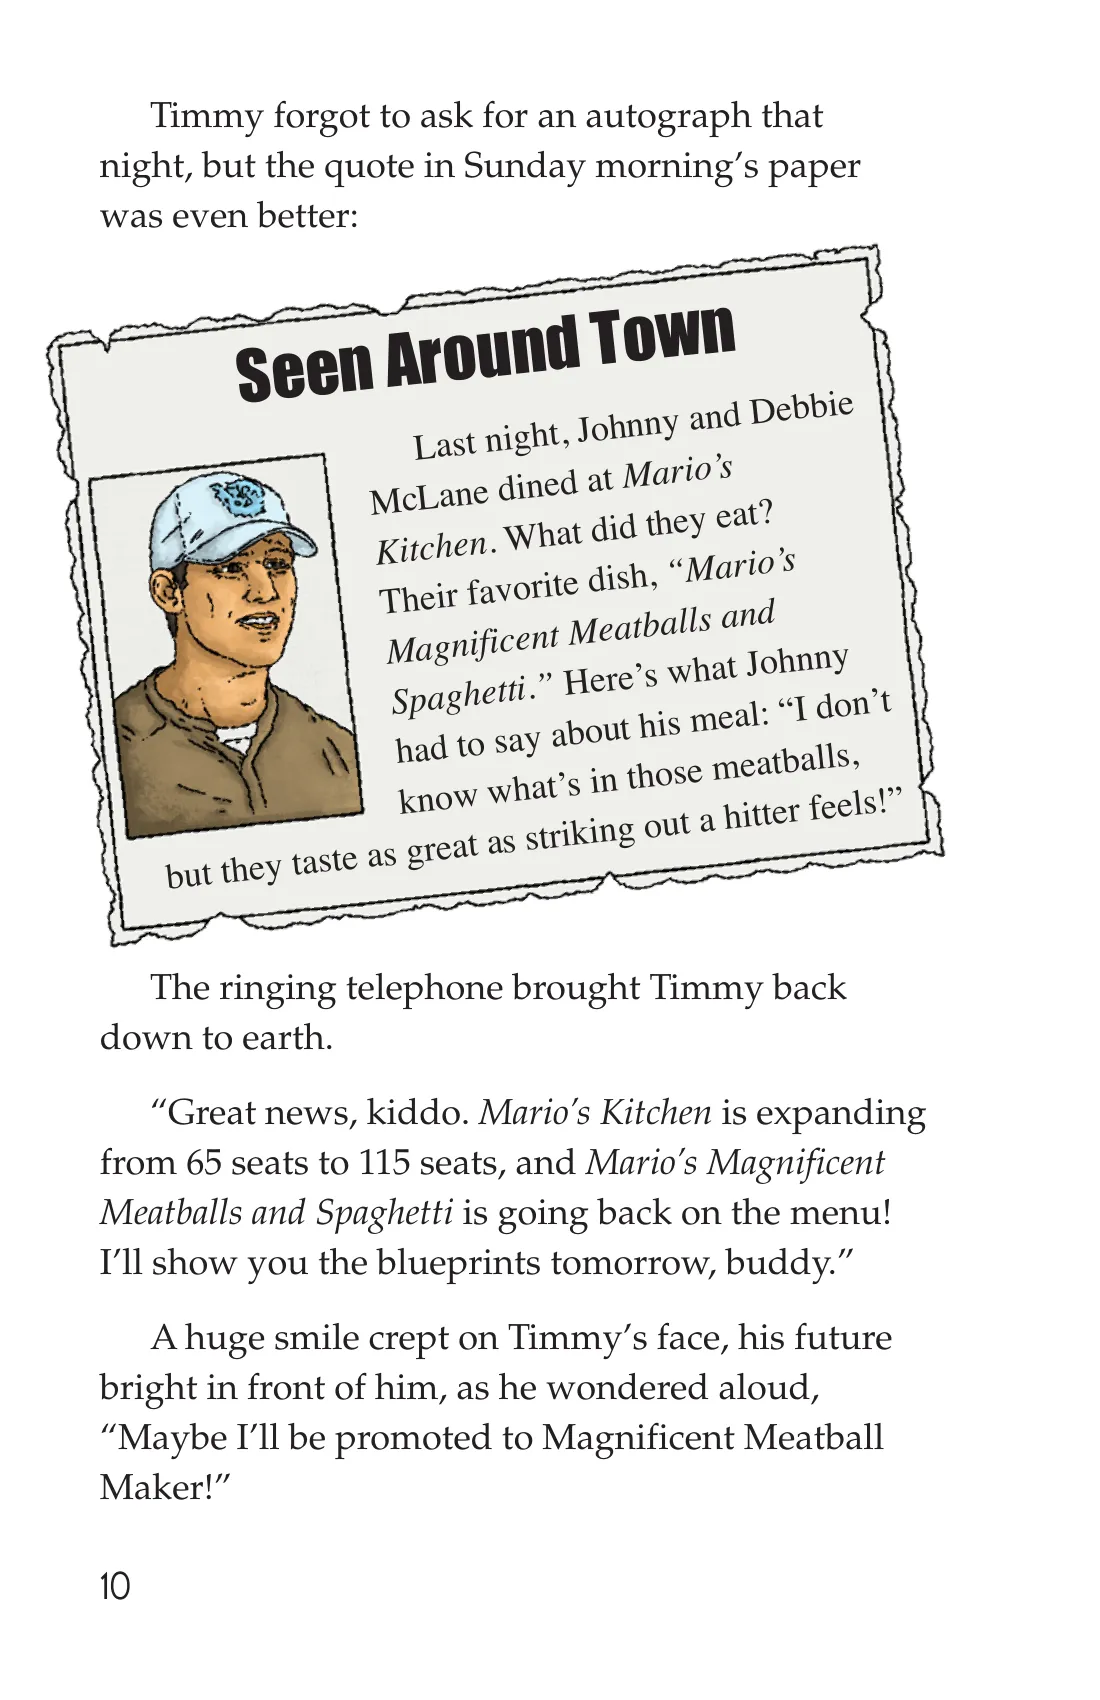 Timmy forgot to ask for an autograph that
night, but the quote in Sunday morning’s paper
was even better:
Seen Around Town
Last night, Johnny and Debbie
McLane dined at Mario’s
Kitchen. What did they eat?
Their favorite dish, “Mario’s
Magnificent Meatballs and
Spaghetti.” Here’s what Johnny
had to say about his meal: “I don’t
know what’s in those meatballs,
but they taste as great as striking out a hitter feels!”
The ringing telephone brought Timmy back
down to earth.
“Great news, kiddo. Mario’s Kitchen is expanding
from 65 seats to 115 seats, and Mario’s Magnificent
Meatballs and Spaghetti is going back on the menu!
I’ll show you the blueprints tomorrow, buddy.”
A huge smile crept on Timmy’s face, his future
bright in front of him, as he wondered aloud,
“Maybe I’ll be promoted to Magnificent Meatball
Maker!”
10